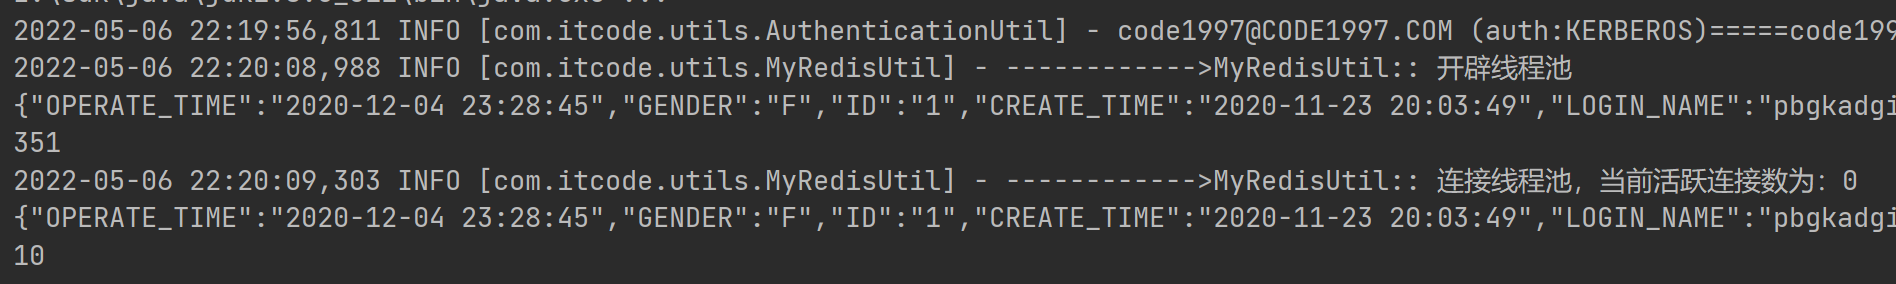 2022-05-06 22:19:56,811 INFO [com.itcode.utils.AuthenticationUtil] - code1997@CODE1997.COM (auth:KERBEROS)=====code199
2022-05-06 22:20:08,988 INFO [com.itcode.utils.MyRedisUtil] - ------------>MyRedisUtil:: 开辟线程池
{"OPERATE_TIME":"2020-12-04 23:28:45","GENDER":"F","ID":"1","CREATE_TIME":"2020-11-23 20:03:49","LOGIN_NAME":"pbgkadgi
351
2022-05-06 22:20:09,303 INFO [com.itcode.utils.MyRedisUtil] - ------------>MyRedisUtil:: 连接线程池，当前活跃连接数为：0
{"OPERATE_TIME":"2020-12-04 23:28:45","GENDER":"F","ID":"1","CREATE_TIME":"2020-11-23 20:03:49","LOGIN_NAME":"pbgkadgi
10